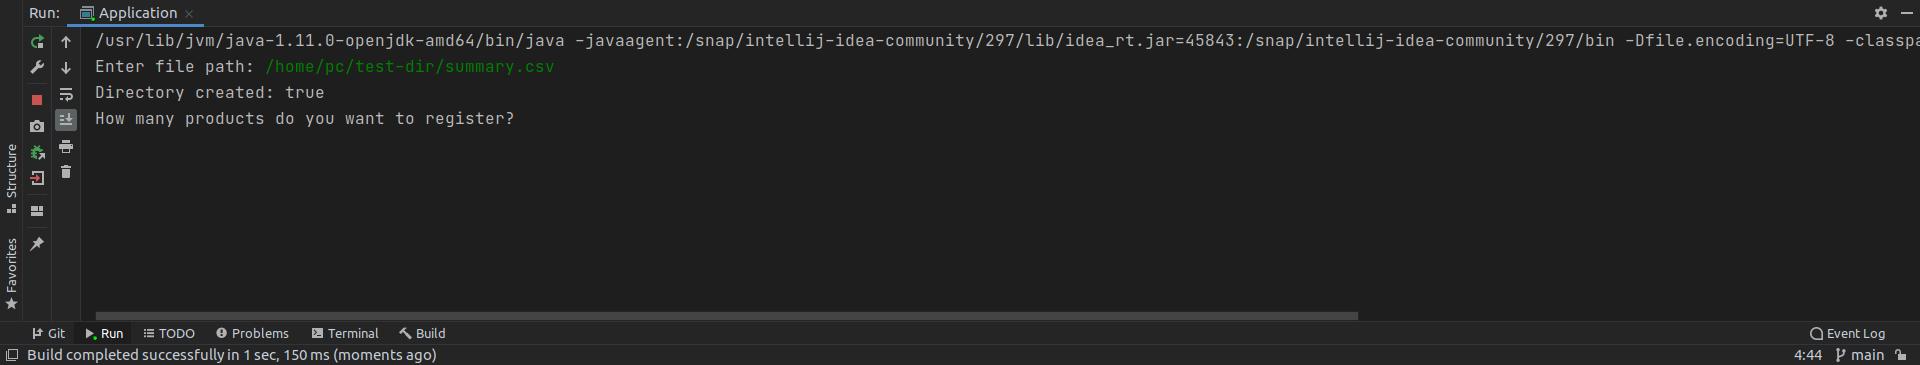 Run: Application
/usr/lib/jvm/java-1.11.0-openjdk-amd64/bin/java -javaagent:/snap/intellij-idea-community/297/lib/idea_rt.jar=45843:/snap/intellij-idea-community/297/bin -Dfile.encoding=UTF-8 -classpa
Enter file path: /home/pc/test-dir/summary.csv
Directory created: true
How many products do you want to register?
Structure
Favorites
Git Run TODO Problems Terminal Build Event Log
Build completed successfully in 1 sec, 150 ms (moments ago) 4:44 main